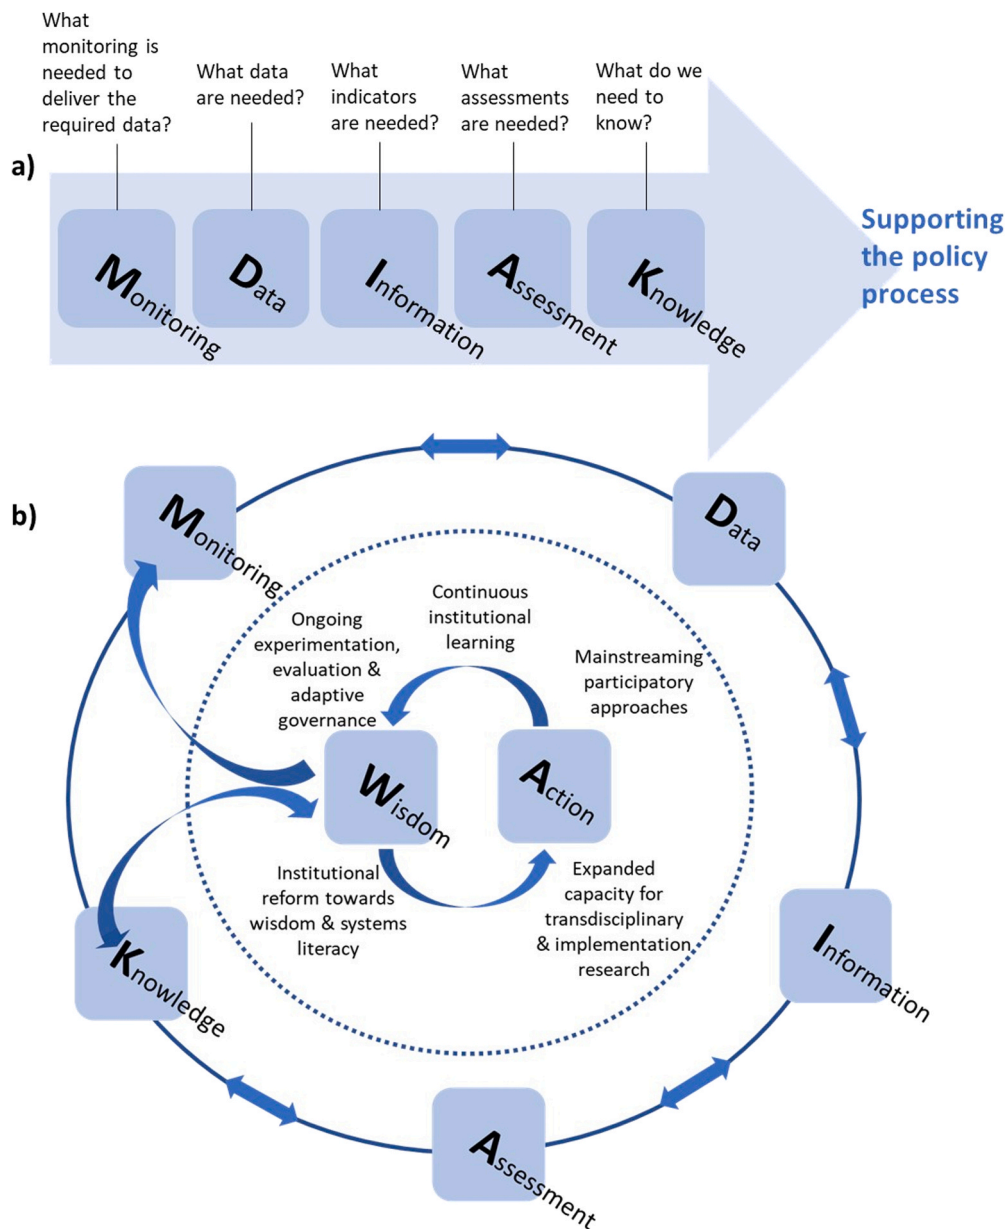 What
monitoring is
needed to
deliver the
required data?
What data
are needed?
What
indicators
are needed?
What
assessments
are needed?
What do we
need to
know?
a)
Monitoring
Data
Information
Assessment
Knowledge
Supporting
the policy
process
b)
Monitoring
Data
Ongoing
experimentation,
evaluation &
adaptive
governance
Continuous
institutional
learning
Mainstreaming
participatory
approaches
Wisdom
Action
Institutional
reform towards
wisdom & systems
literacy
Expanded
capacity for
transdisciplinary
& implementation
research
Knowledge
Information
Assessment